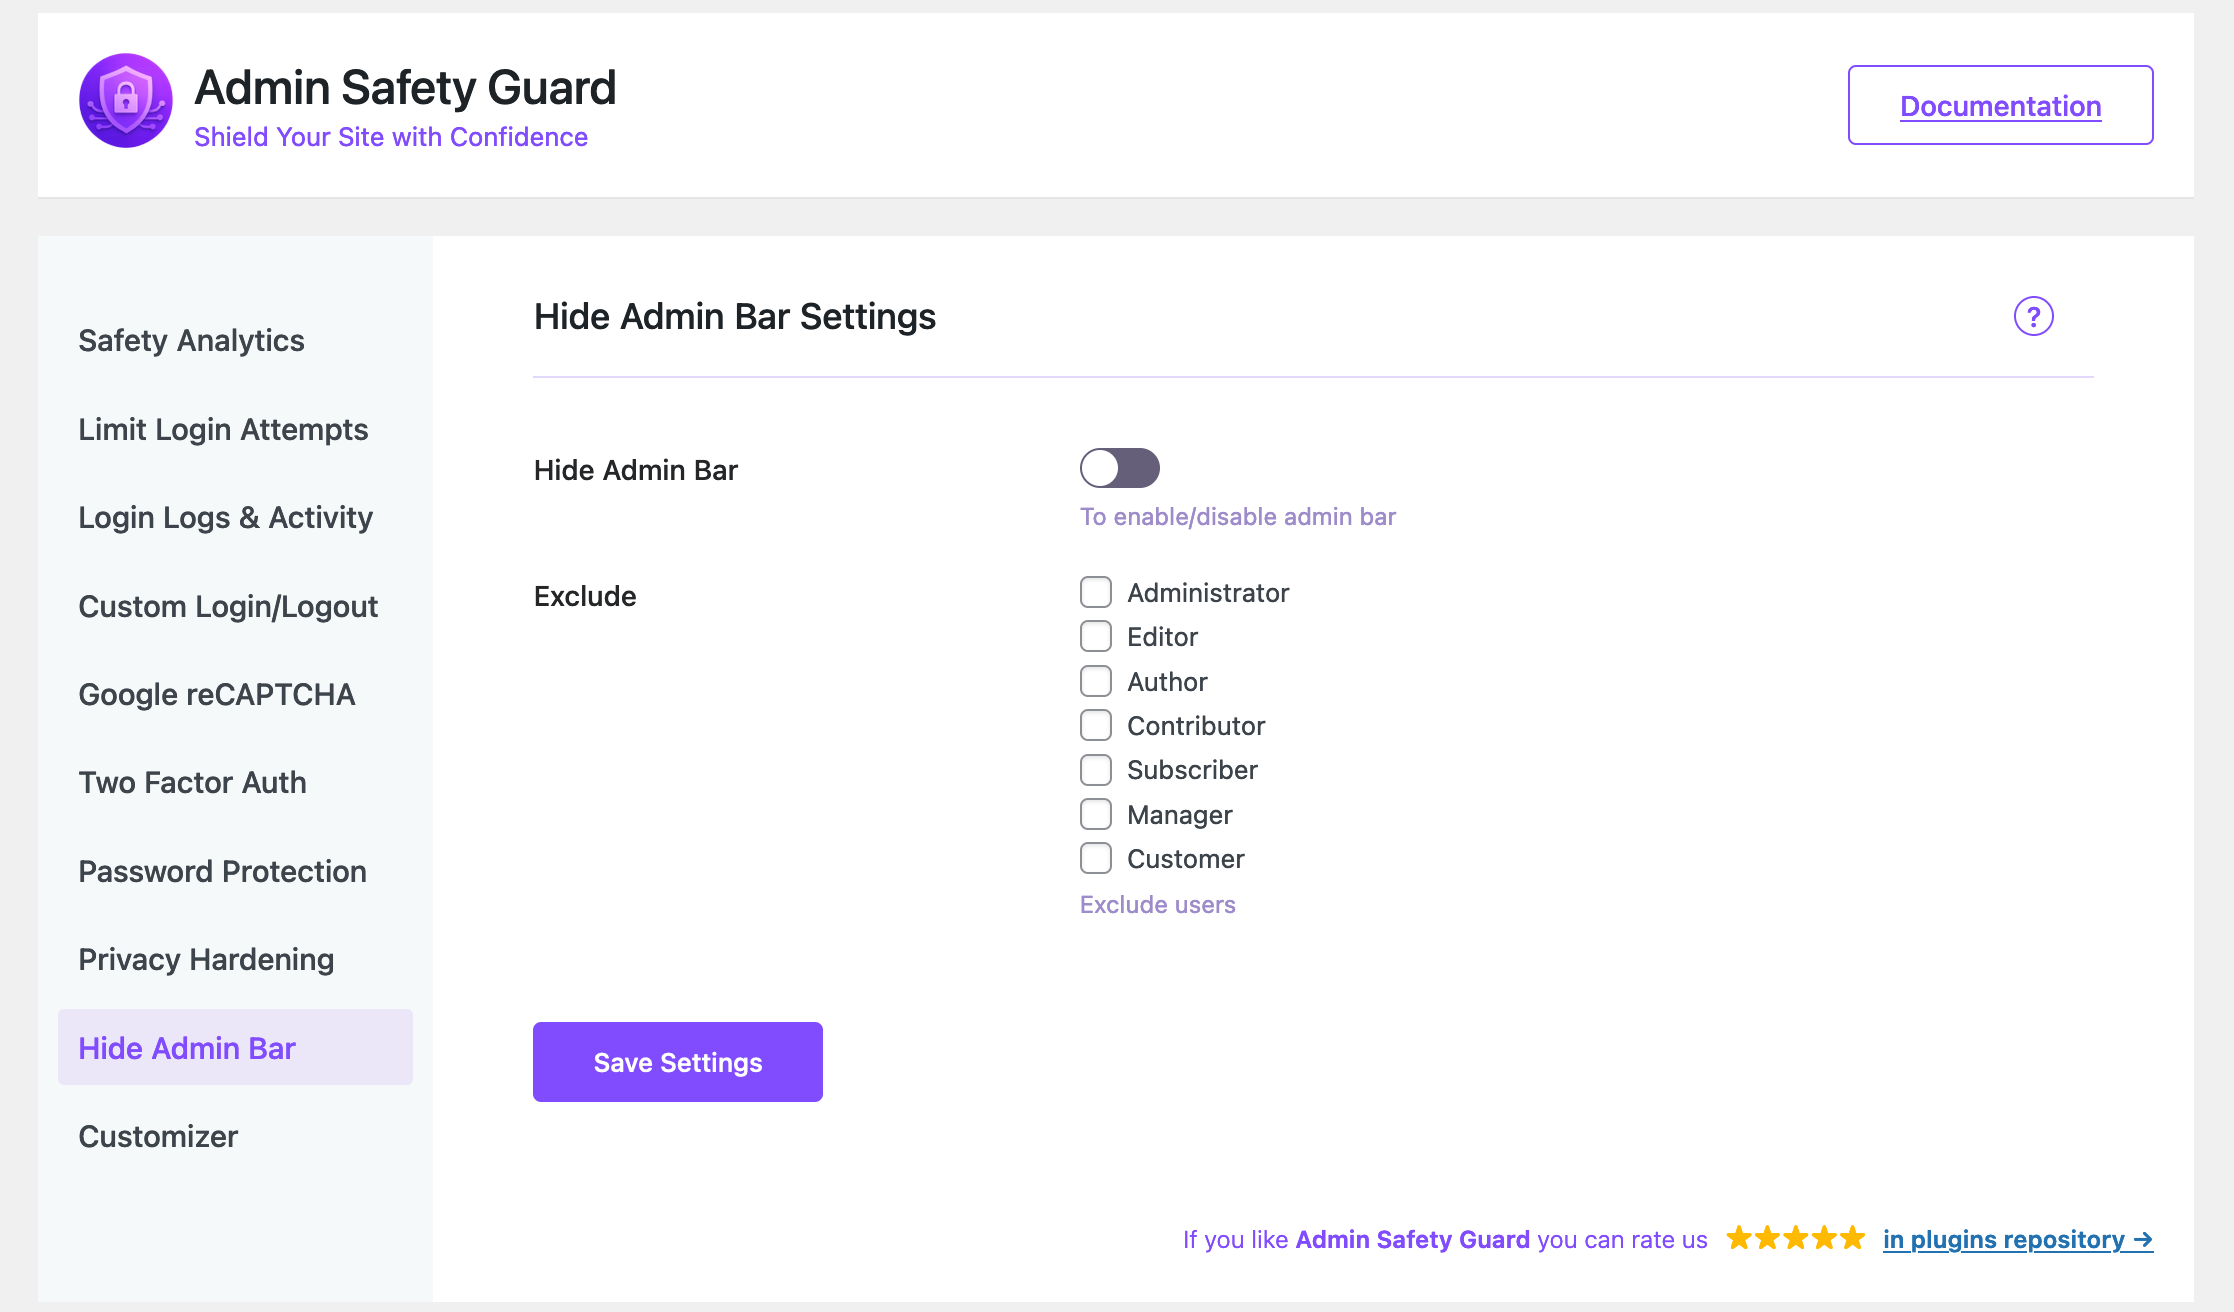 Admin Safety Guard
Shield Your Site with Confidence
Documentation
Safety Analytics
Limit Login Attempts
Login Logs & Activity
Custom Login/Logout
Google reCAPTCHA
Two Factor Auth
Password Protection
Privacy Hardening
Hide Admin Bar
Customizer
Hide Admin Bar Settings
?
Hide Admin Bar
To enable/disable admin bar
Exclude
Administrator
Editor
Author
Contributor
Subscriber
Manager
Customer
Exclude users
Save Settings
If you like Admin Safety Guard you can rate us ★★★★★ in plugins repository →